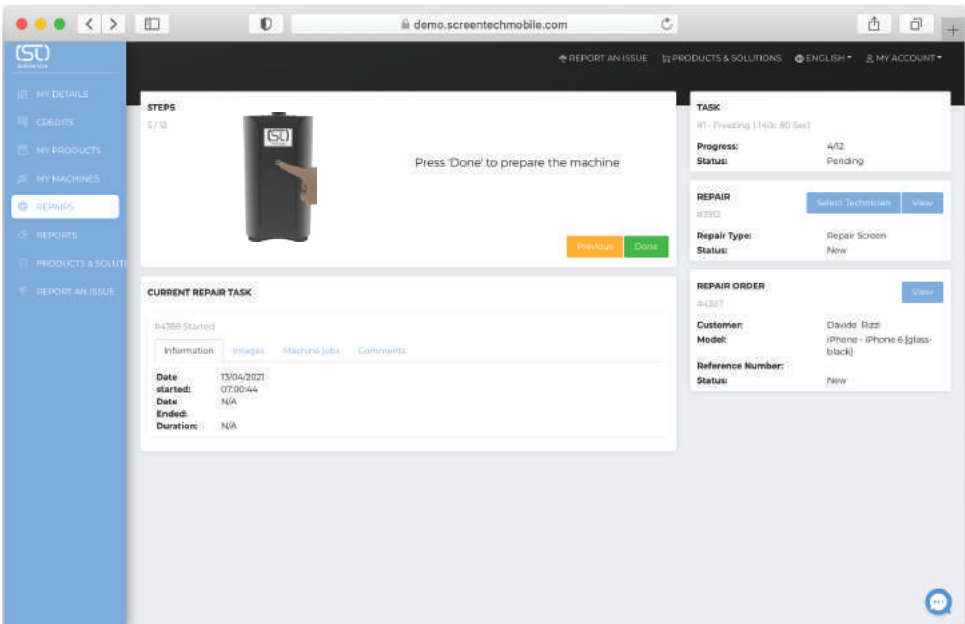 demo.screentechmobile.com
(ST)
REPORT AN ISSUE PRODUCTS & SOLUTIONS ENGLISH MY ACCOUNT
MY DETAILS
CREDITS
MY PRODUCTS
MY MACHINES
REPAIRS
REPORTS
PRODUCTS & SOLUTI
REPORT AN ISSUE
STEPS
5 / 12
(ST)
Press 'Done' to prepare the machine
Previous Done
CURRENT REPAIR TASK
#4388 Started
Information Images Machine jobs Comments
Date started: 13/04/2021 07:00:44
Date Ended: N/A
Duration: N/A
TASK
#1 - Freezing (-140c 80 Sec)
Progress: 4/12
Status: Pending
REPAIR
Select Technician View
#3912
Repair Type: Repair Screen
Status: New
REPAIR ORDER
View
#4327
Customer: Davide Rizzi
Model: iPhone - iPhone 6 [glass-black]
Reference Number:
Status: New